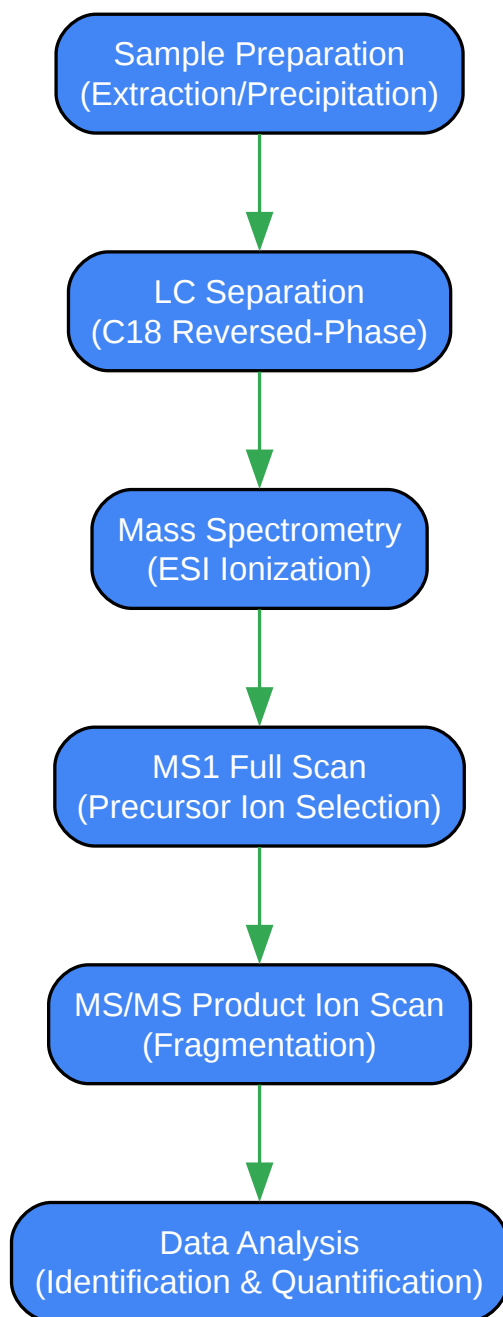 Sample Preparation
(Extraction/Precipitation)
LC Separation
(C18 Reversed-Phase)
Mass Spectrometry
(ESI Ionization)
MS1 Full Scan
(Precursor Ion Selection)
MS/MS Product Ion Scan
(Fragmentation)
Data Analysis
(Identification & Quantification)